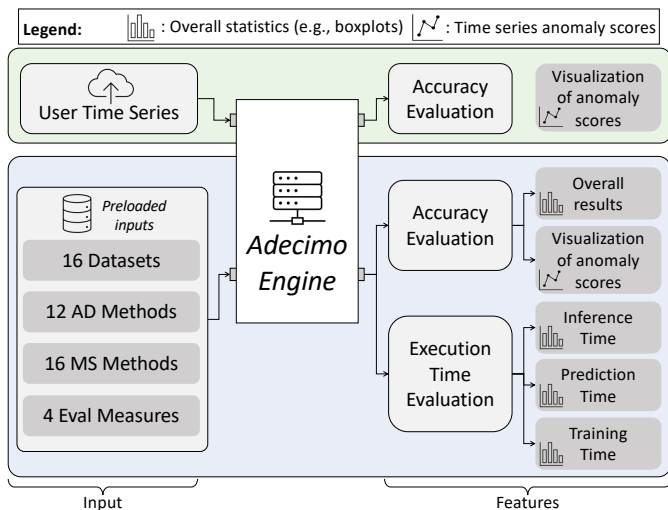 Legend: : Overall statistics (e.g., boxplots) : Time series anomaly scores
User Time Series
Accuracy
Evaluation
Visualization
of anomaly
scores
Preloaded
inputs
16 Datasets
12 AD Methods
16 MS Methods
4 Eval Measures
Adecimo
Engine
Accuracy
Evaluation
Overall
results
Visualization
of anomaly
scores
Execution
Time
Evaluation
Inference
Time
Prediction
Time
Training
Time
Input
Features